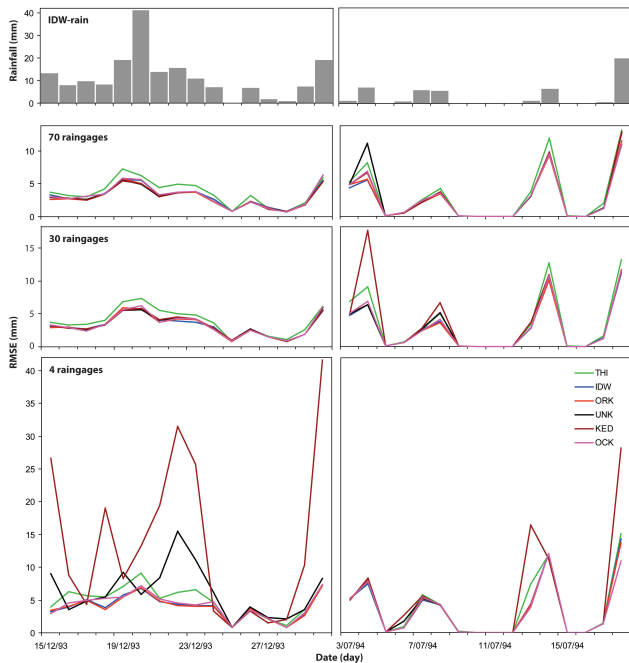 IDW-rain
40
30
20
10
0
Rainfall (mm)
70 raingages
10
5
0
30 raingages
15
10
5
0
RMSE (mm)
4 raingages
40
35
30
25
20
15
10
5
0
THI
IDW
ORK
UNK
KED
OCK
15/12/93 19/12/93 23/12/93 27/12/93 3/07/94 7/07/94 11/07/94 15/07/94
Date (day)